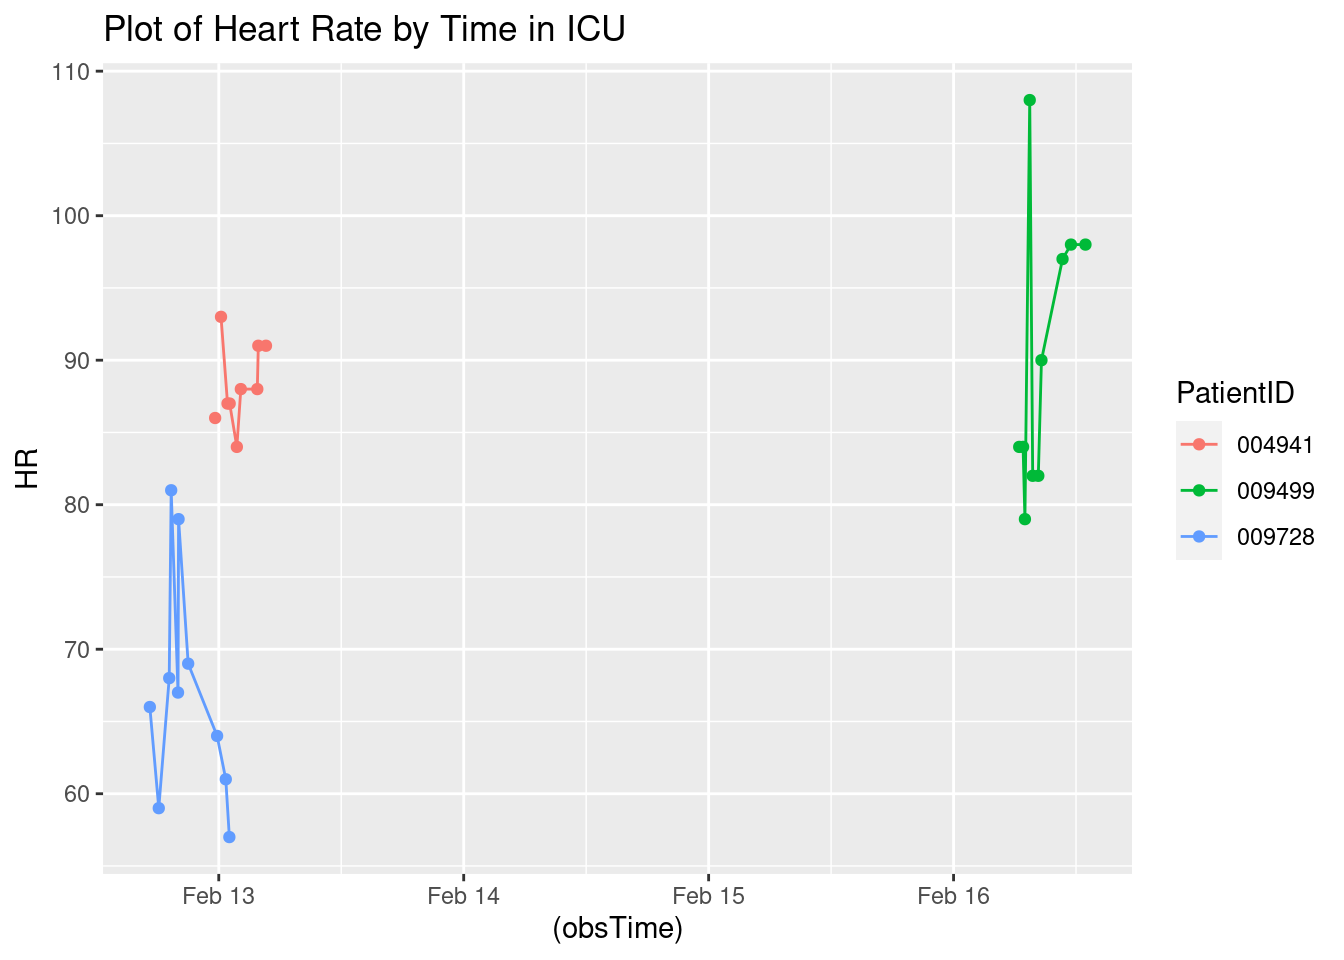 Plot of Heart Rate by Time in ICU
110
100
90
80
70
60
HR
Feb 13
Feb 14
Feb 15
Feb 16
(obsTime)
PatientID
004941
009499
009728